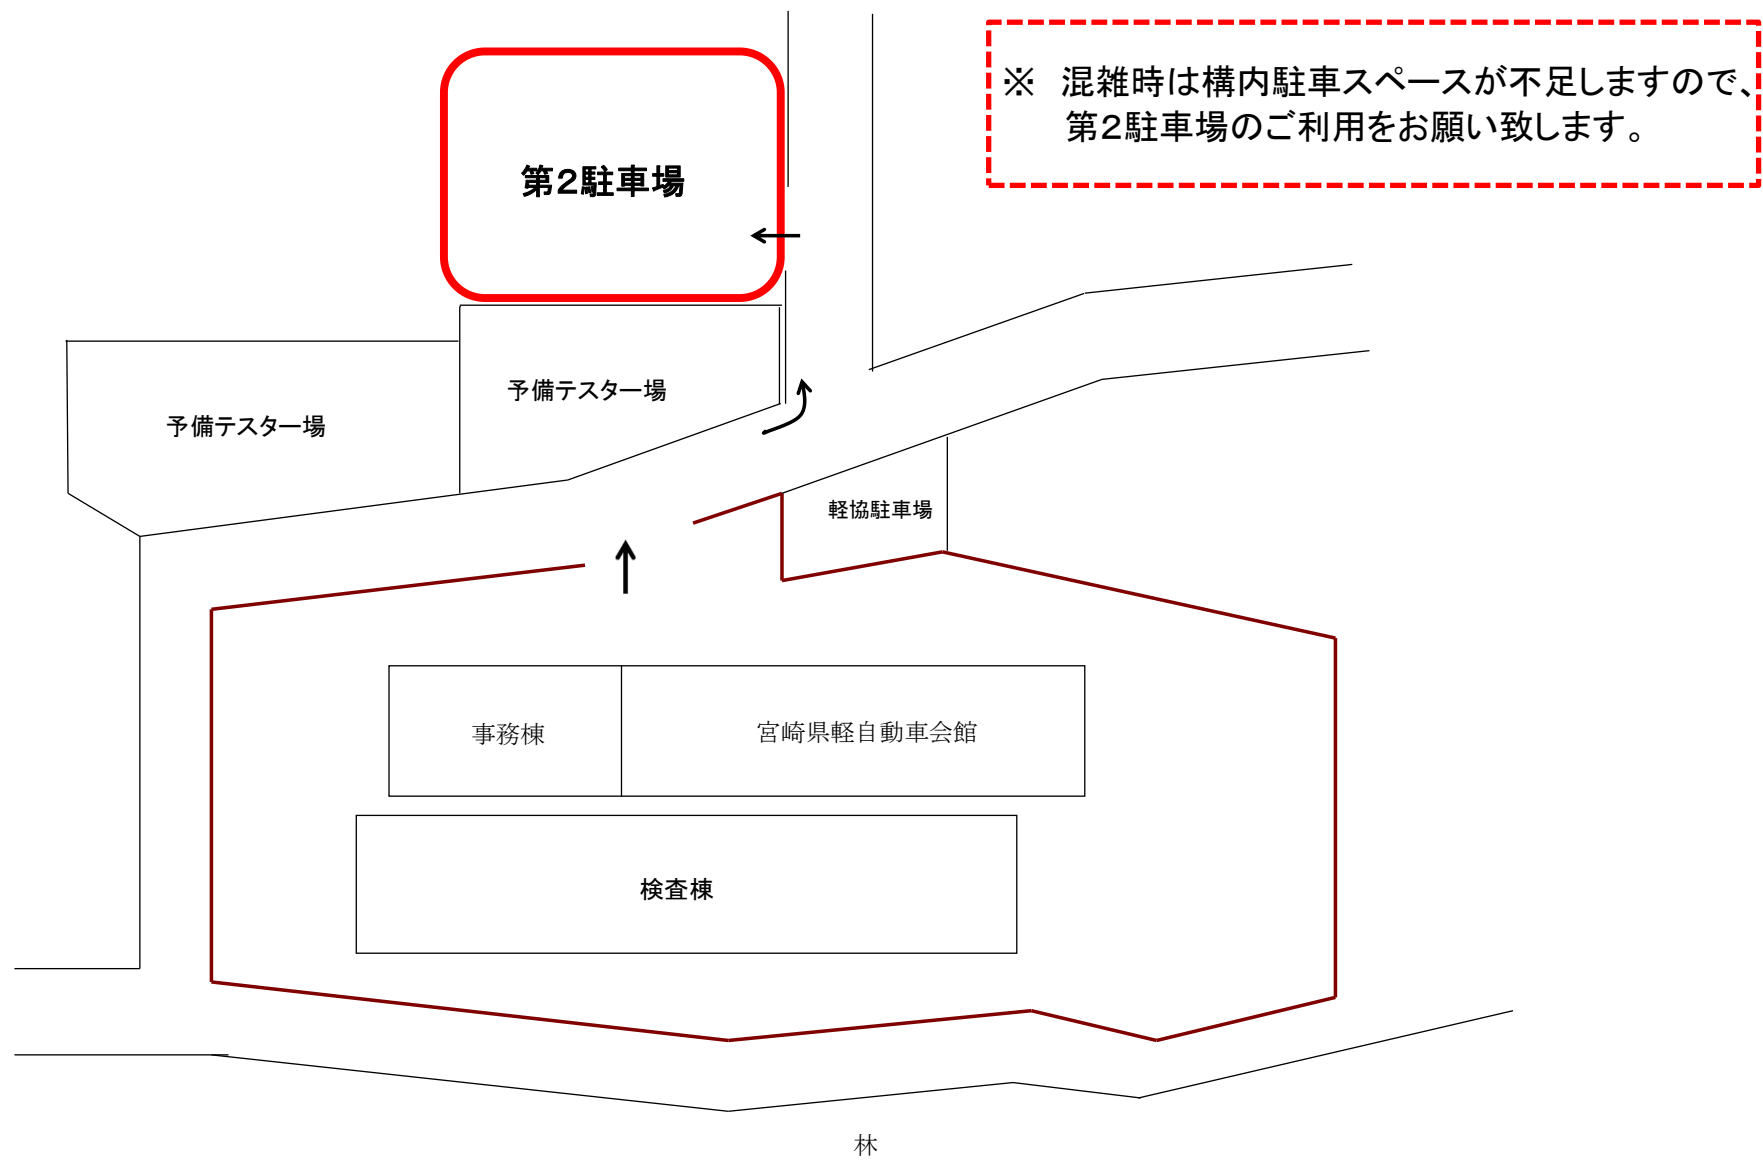 ※　混雑時は構内駐車スペースが不足しますので、
第２駐車場のご利用をお願い致します。
第２駐車場
予備テスター場
予備テスター場
軽協駐車場
事務棟
宮崎県軽自動車会館
検査棟
林